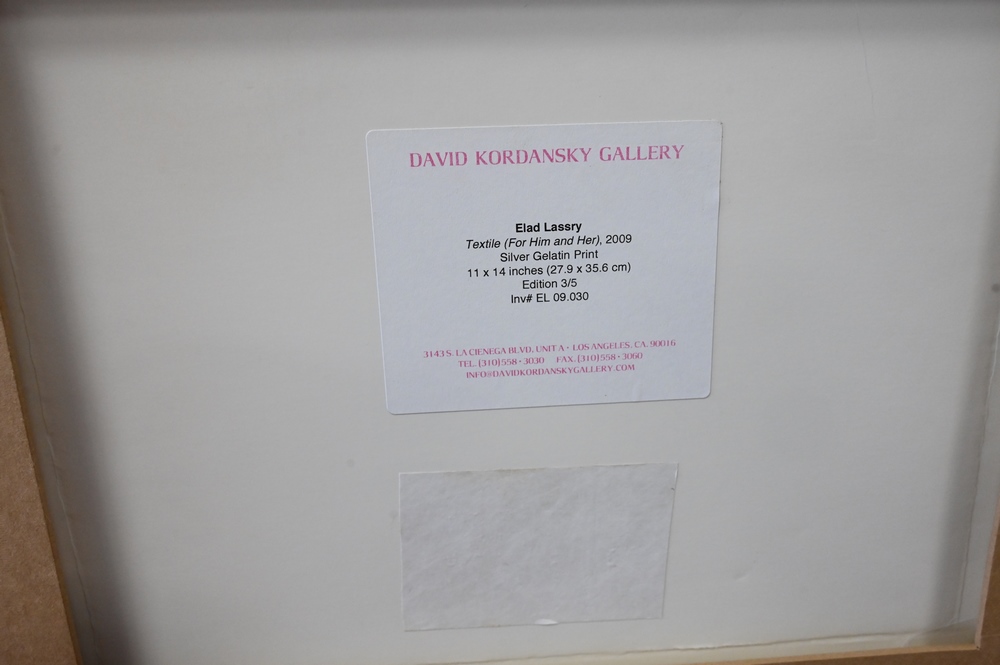 DAVID KORDANSKY GALLERY
Elad Lassry
Textile (For Him and Her), 2009
Silver Gelatin Print
11 x 14 inches (27.9 x 35.6 cm)
Edition 3/5
Inv# EL 09.030
3143 S. LA CIENEGA BLVD, UNIT A • LOS ANGELES, CA. 90016
TEL. (310) 558 • 3030 FAX. (310) 558 • 3060
INFO@DAVIDKORDANSKYGALLERY.COM